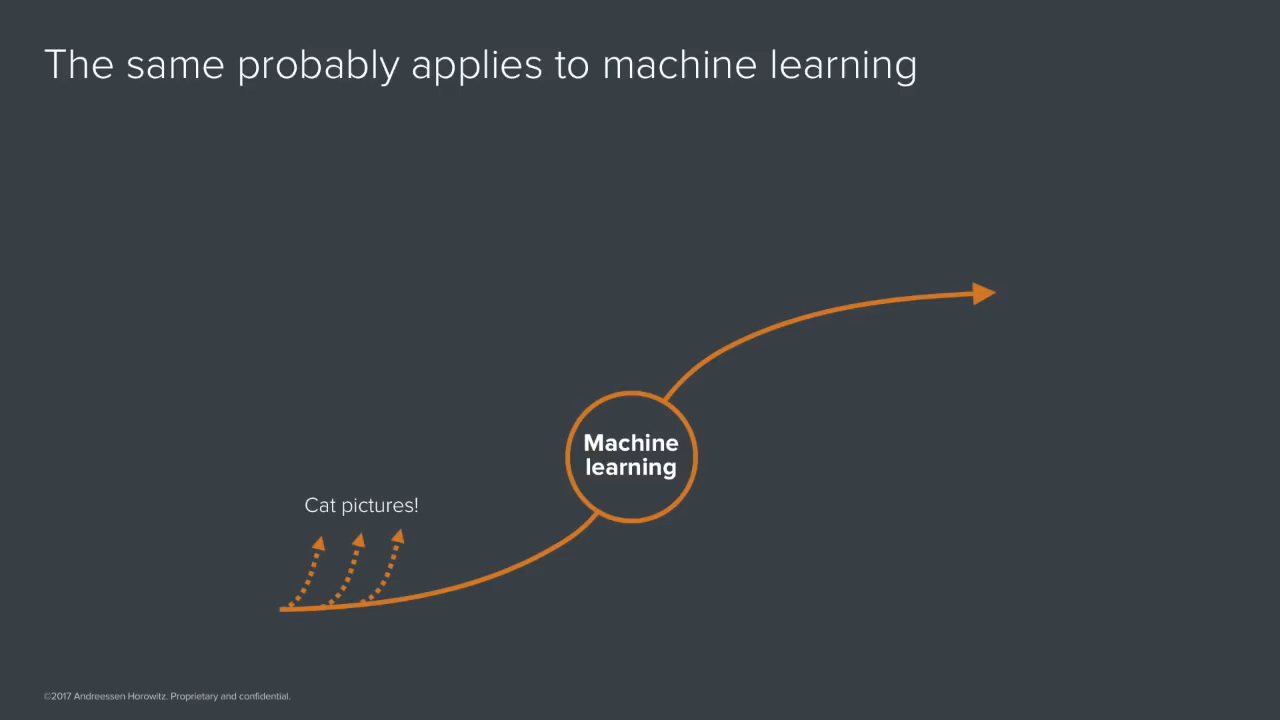 The same probably applies to machine learning
Machine
learning
Cat pictures!
©2017 Andreessen Horowitz. Proprietary and confidential.